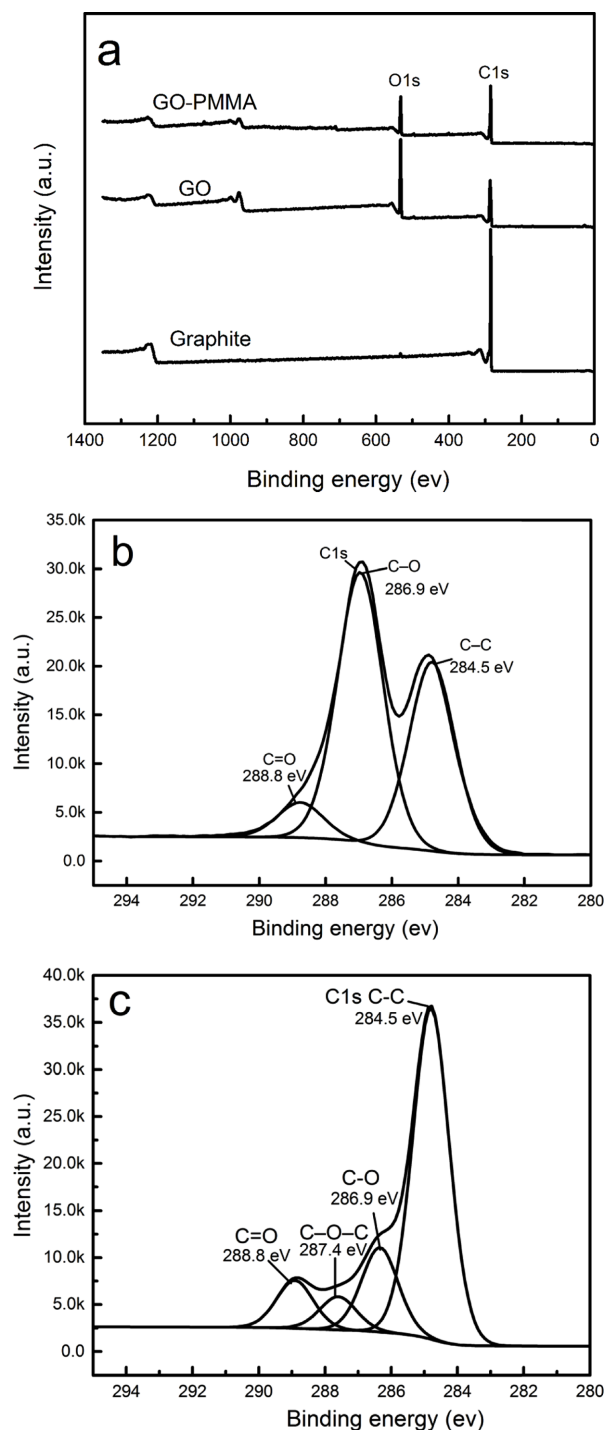 a
O1s
C1s
GO-PMMA
GO
Graphite
Intensity (a.u.)
1400 1200 1000 800 600 400 200 0
Binding energy (ev)
b
35.0k
30.0k
25.0k
20.0k
15.0k
10.0k
5.0k
0.0
C1s
C–O
286.9 eV
C–C
284.5 eV
C=O
288.8 eV
Intensity (a.u.)
294 292 290 288 286 284 282 280
Binding energy (ev)
c
40.0k
35.0k
30.0k
25.0k
20.0k
15.0k
10.0k
5.0k
0.0
C1s C-C
284.5 eV
C-O
286.9 eV
C–O–C
287.4 eV
C=O
288.8 eV
Intensity (a.u.)
294 292 290 288 286 284 282 280
Binding energy (ev)